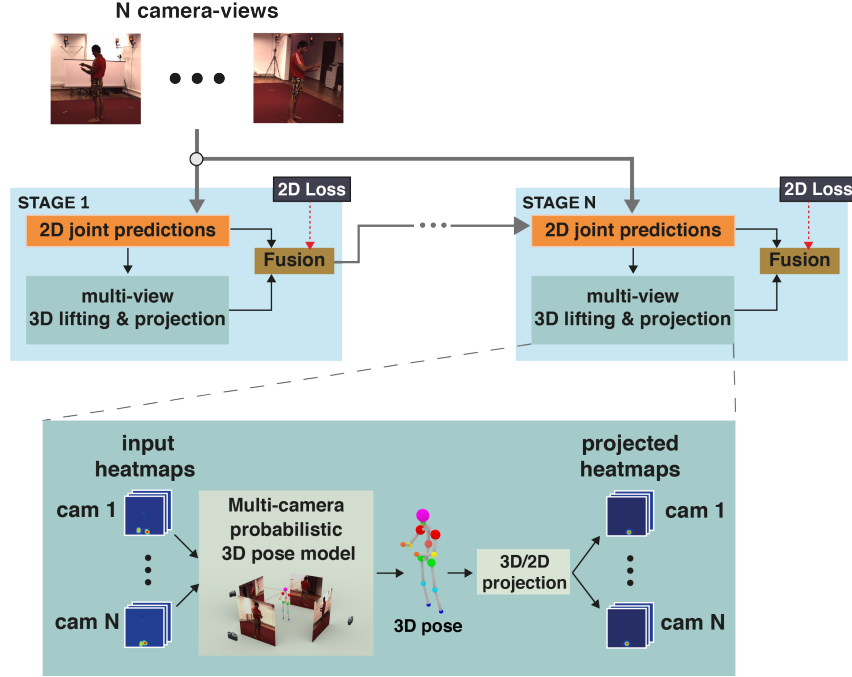 N camera-views
STAGE 1
2D Loss
2D joint predictions
Fusion
multi-view
3D lifting & projection
STAGE N
2D Loss
2D joint predictions
Fusion
multi-view
3D lifting & projection
input
heatmaps
cam 1
cam N
Multi-camera
probabilistic
3D pose model
3D pose
3D/2D
projection
projected
heatmaps
cam 1
cam N